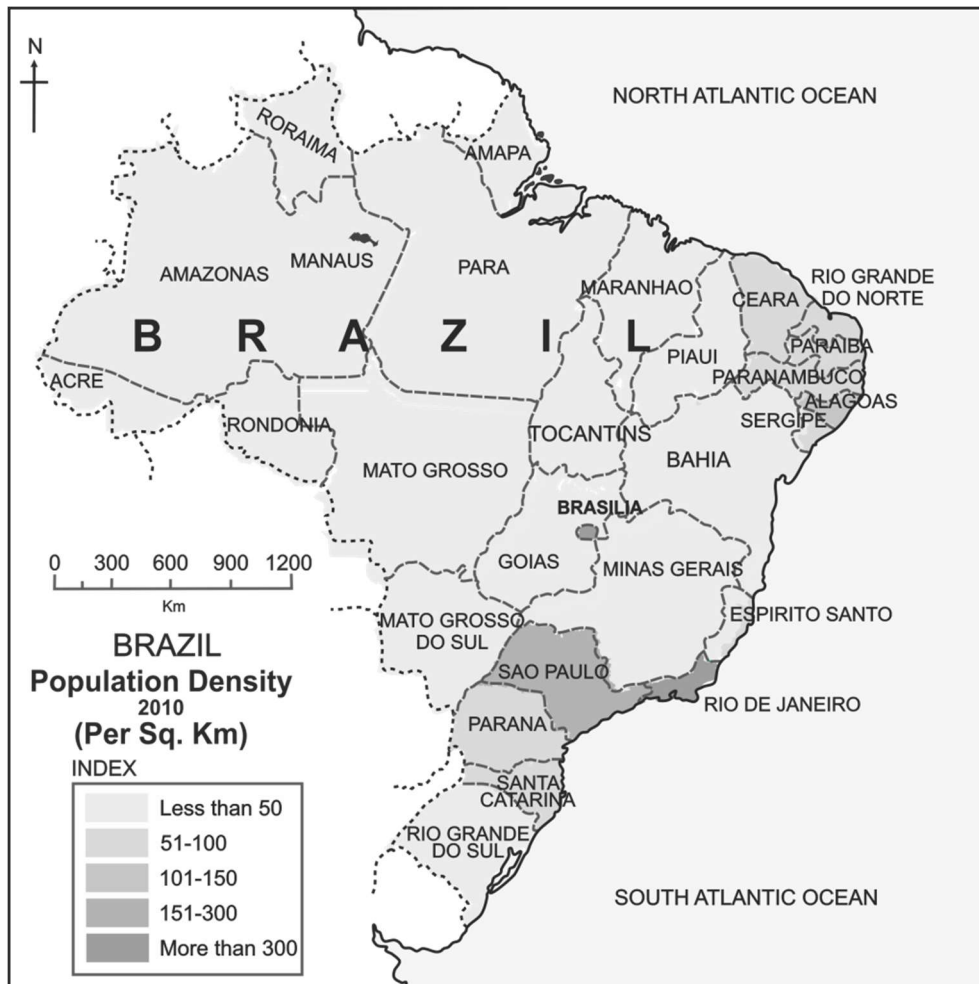 N
NORTH ATLANTIC OCEAN
RORAIMA
AMAPA
AMAZONAS
MANAUS
PARA
MARANHAO
CEARA
RIO GRANDE
DO NORTE
BRAZIL
PIAUI
PARAIBA
PARANAMBUCO
ALAGOAS
SERGIPE
ACRE
RONDONIA
TOCANTINS
BAHIA
MATO GROSSO
BRASILIA
GOIAS
MINAS GERAIS
0 300 600 900 1200
Km
MATO GROSSO
DO SUL
ESPIRITO SANTO
SAO PAULO
RIO DE JANEIRO
PARANA
SANTA
CATARINA
RIO GRANDE
DO SUL
SOUTH ATLANTIC OCEAN
BRAZIL
Population Density
2010
(Per Sq. Km)
INDEX
Less than 50
51-100
101-150
151-300
More than 300